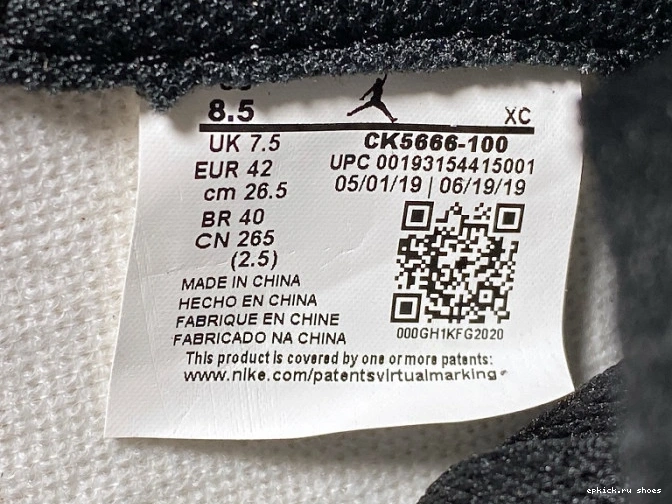 8.5
XC
UK 7.5
CK5666-100
EUR 42
UPC 00193154415001
cm 26.5
05/01/19 | 06/19/19
BR 40
CN 265
(2.5)
MADE IN CHINA
HECHO EN CHINA
FABRIQUE EN CHINE
FABRICADO NA CHINA
000GH1KFG2020
This product is covered by one or more patents:
www.nike.com/patentsvirtualmarking
epkick.ru shoes